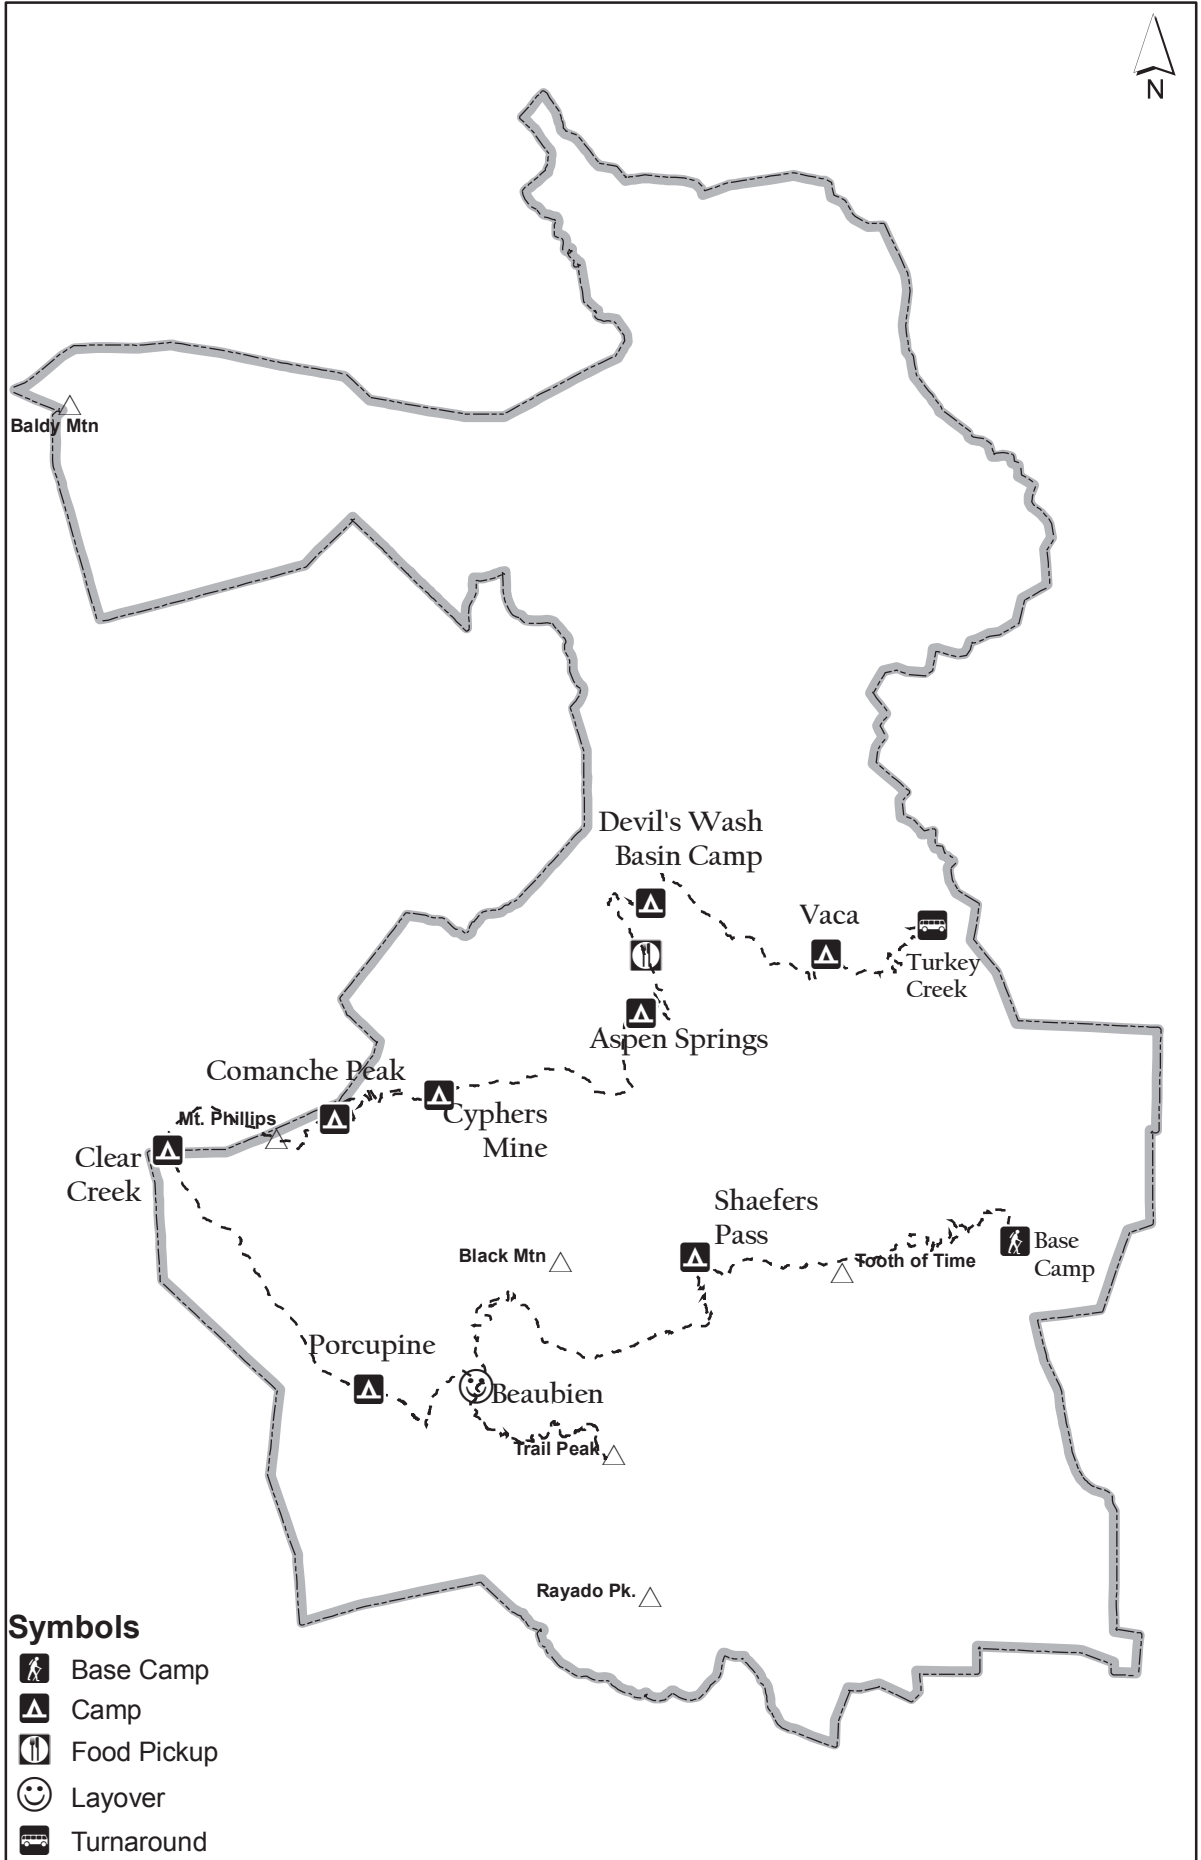 N
Baldy Mtn
Devil's Wash
Basin Camp
Vaca
Turkey
Creek
Aspen Springs
Comanche Peak
Mt. Phillips
Cyphers
Mine
Clear
Creek
Shaefers
Pass
Black Mtn
Tooth of Time
Base
Camp
Porcupine
Beaubien
Trail Peak
Rayado Pk.
Symbols
Base Camp
Camp
Food Pickup
Layover
Turnaround